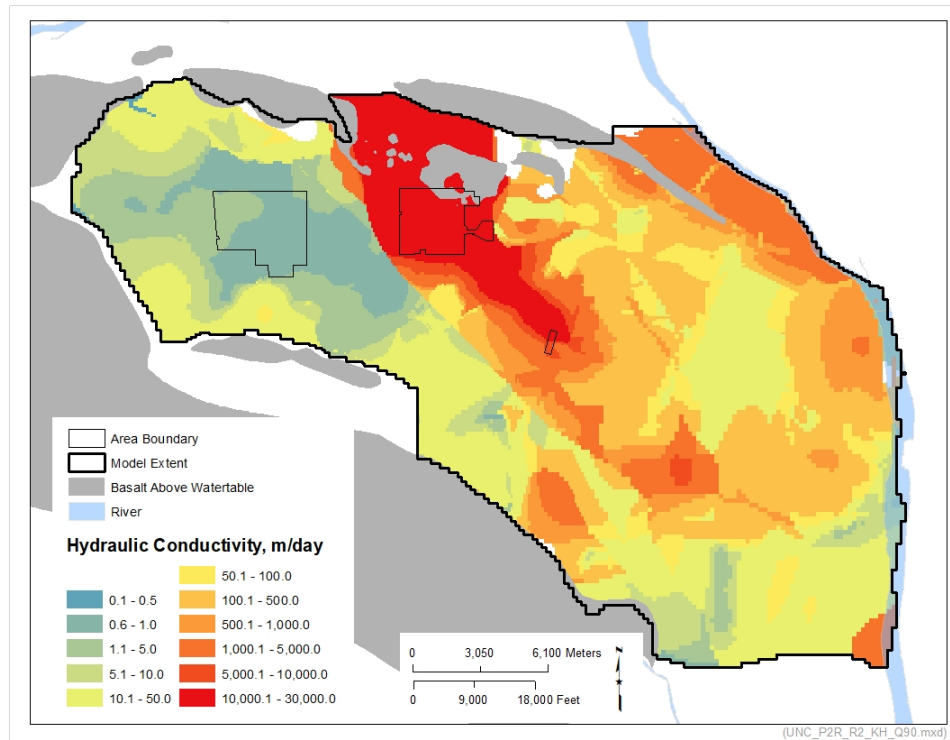 Area Boundary
Model Extent
Basalt Above Watertable
River
Hydraulic Conductivity, m/day
0.1 - 0.5
0.6 - 1.0
1.1 - 5.0
5.1 - 10.0
10.1 - 50.0
50.1 - 100.0
100.1 - 500.0
500.1 - 1,000.0
1,000.1 - 5,000.0
5,000.1 - 10,000.0
10,000.1 - 30,000.0
0 3,050 6,100 Meters
0 9,000 18,000 Feet
N
(UNC_P2R_R2_KH_Q90.mxd)